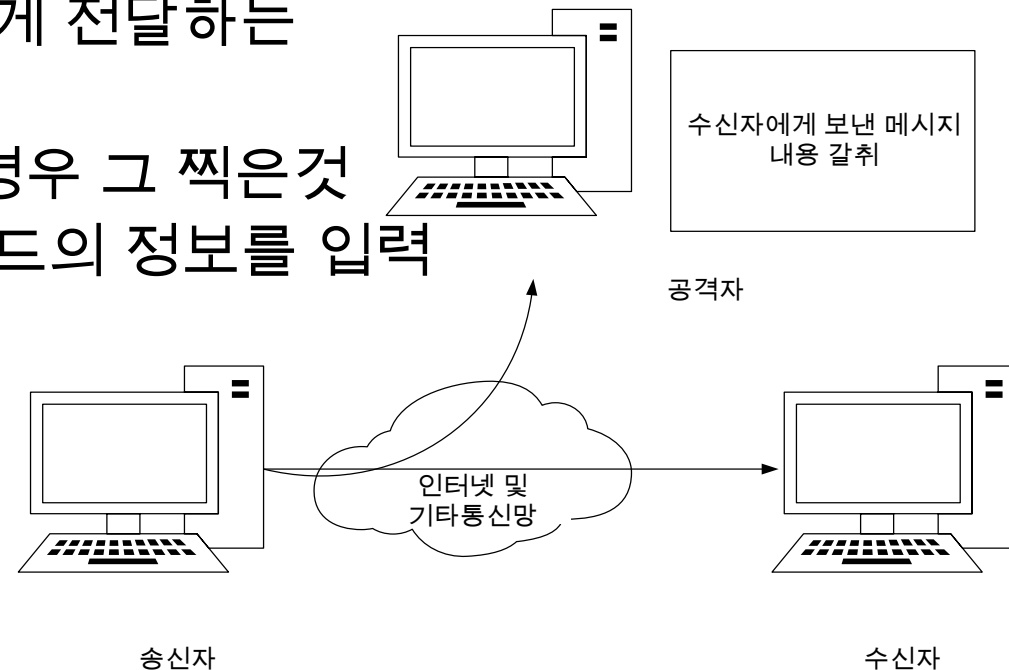 게 전달하는
경우 그 찍은것
드의 정보를 입력
수신자에게 보낸 메시지
내용 갈취
공격자
인터넷 및
기타통신망
송신자
수신자